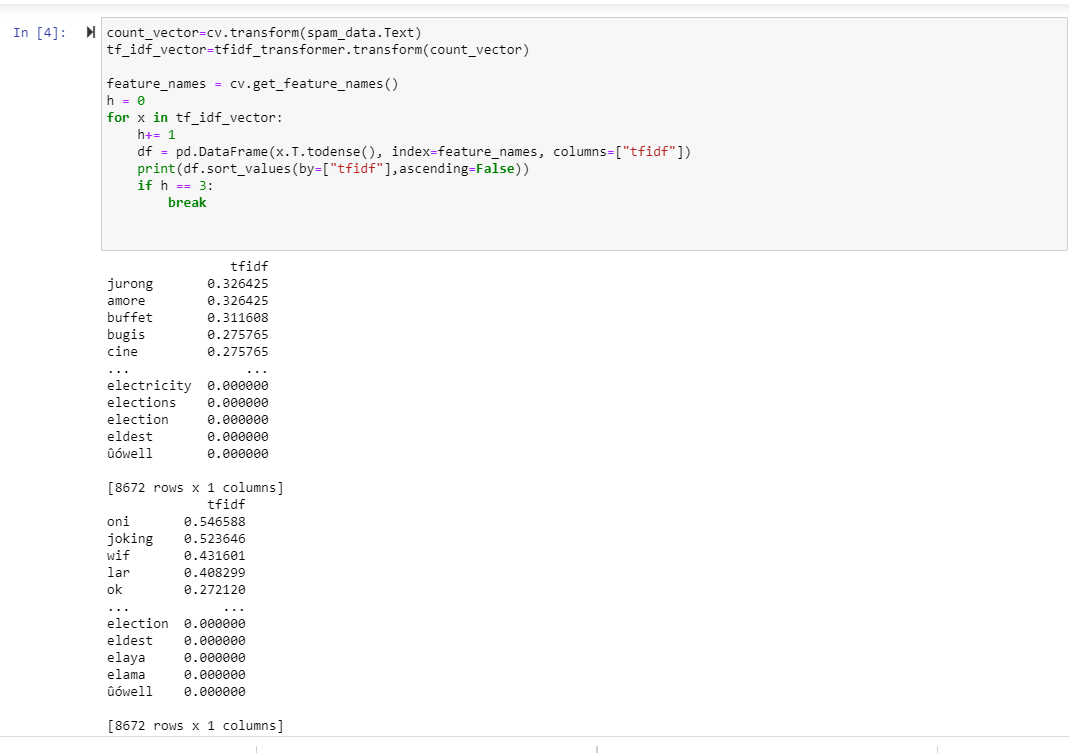 In [4]:
count_vector=cv.transform(spam_data.Text)
tf_idf_vector=tfidf_transformer.transform(count_vector)

feature_names = cv.get_feature_names()
h = 0
for x in tf_idf_vector:
    h+= 1
    df = pd.DataFrame(x.T.todense(), index=feature_names, columns=["tfidf"])
    print(df.sort_values(by=["tfidf"],ascending=False))
    if h == 3:
        break

                tfidf
jurong       0.326425
amore        0.326425
buffet       0.311608
bugis        0.275765
cine         0.275765
...               ...
electricity  0.000000
elections    0.000000
election     0.000000
eldest       0.000000
ûówell       0.000000

[8672 rows x 1 columns]
             tfidf
oni       0.546588
joking    0.523646
wif       0.431601
lar       0.408299
ok        0.272120
...            ...
election  0.000000
eldest    0.000000
elaya     0.000000
elama     0.000000
ûówell    0.000000

[8672 rows x 1 columns]